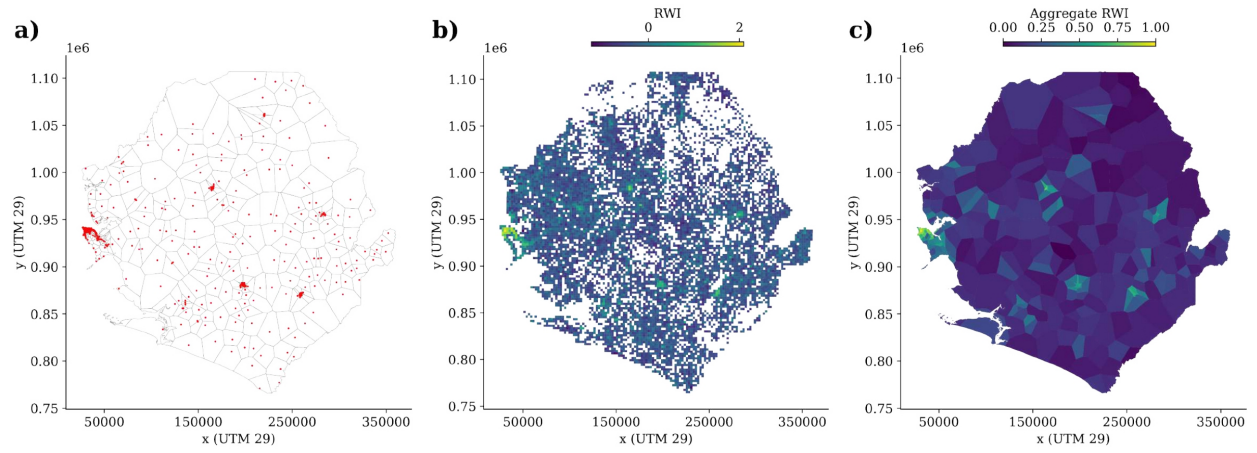 a)
1e6
1.10
1.05
1.00
0.95
0.90
0.85
0.80
0.75
y (UTM 29)
50000 150000 250000 350000
x (UTM 29)
b)
RWI
0 2
1e6
1.10
1.05
1.00
0.95
0.90
0.85
0.80
0.75
y (UTM 29)
50000 150000 250000 350000
x (UTM 29)
c)
Aggregate RWI
0.00 0.25 0.50 0.75 1.00
1e6
1.10
1.05
1.00
0.95
0.90
0.85
0.80
0.75
y (UTM 29)
50000 150000 250000 350000
x (UTM 29)